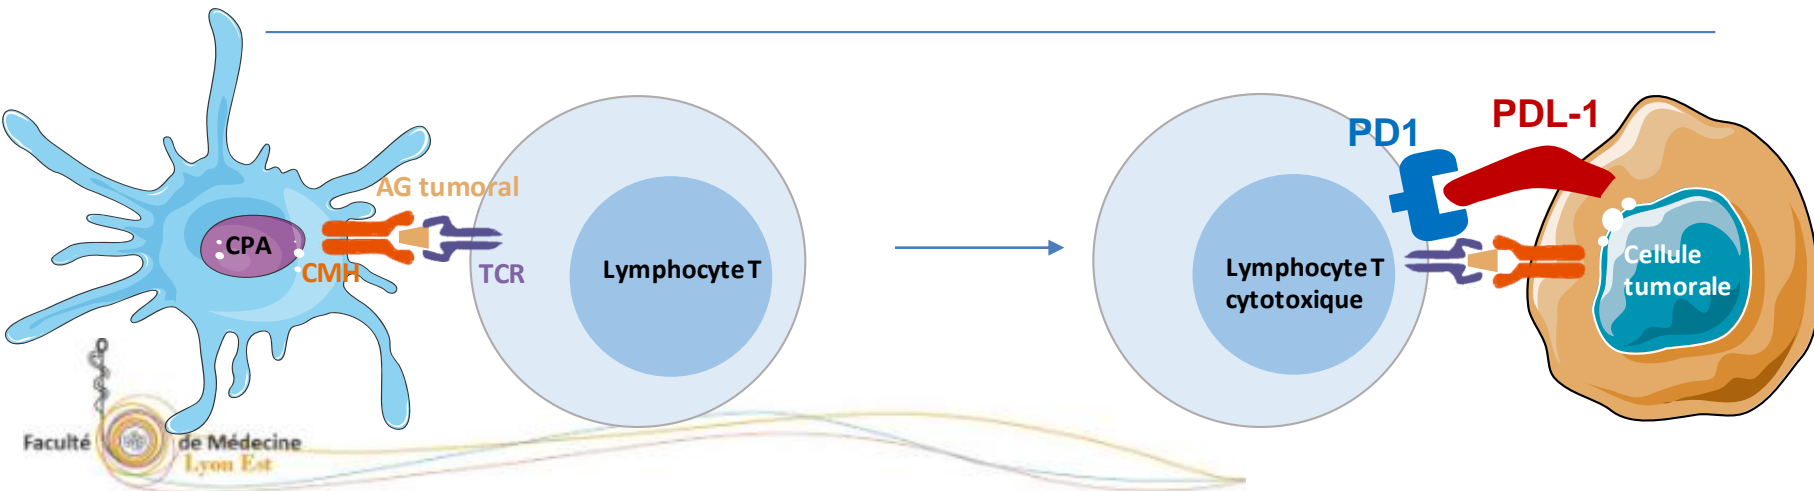 PDL-1
PD1
AG tumoral
CPA
CMH
TCR
Lymphocyte T
Lymphocyte T
cytotoxique
Cellule
tumorale
Faculté de Médecine
Lyon Est